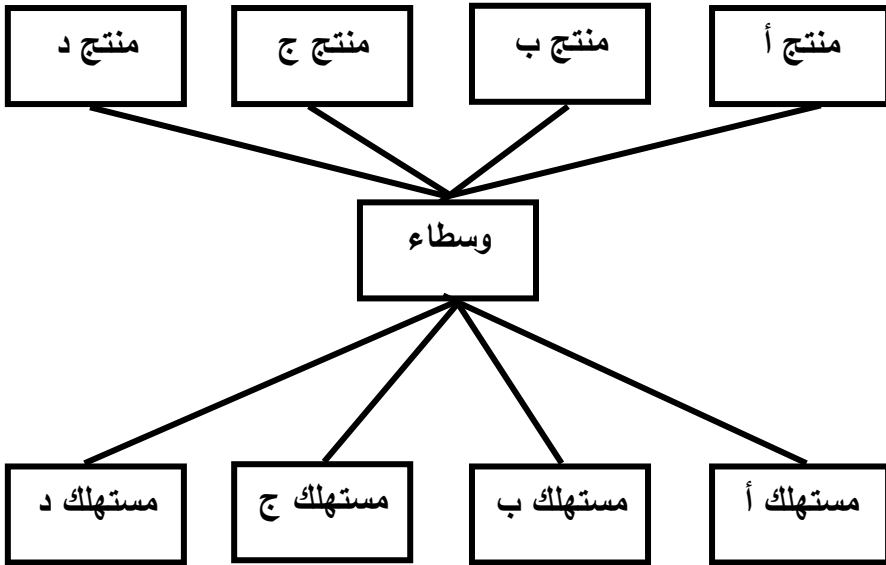 منتج أ
منتج ب
منتج ج
منتج د
وسطاء
مستهلك أ
مستهلك ب
مستهلك ج
مستهلك د